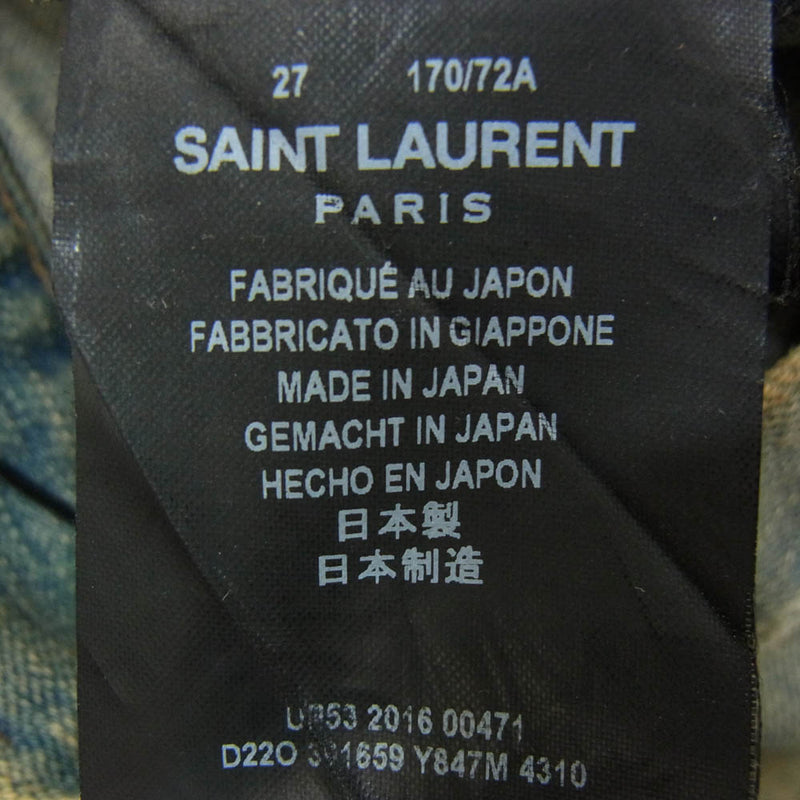 27 170/72A
SAINT LAURENT
PARIS
FABRIQUÉ AU JAPON
FABBRICATO IN GIAPPONE
MADE IN JAPAN
GEMACHT IN JAPAN
HECHO EN JAPON
日本製
日本制造
2016 00471
D22O Y847M 4310